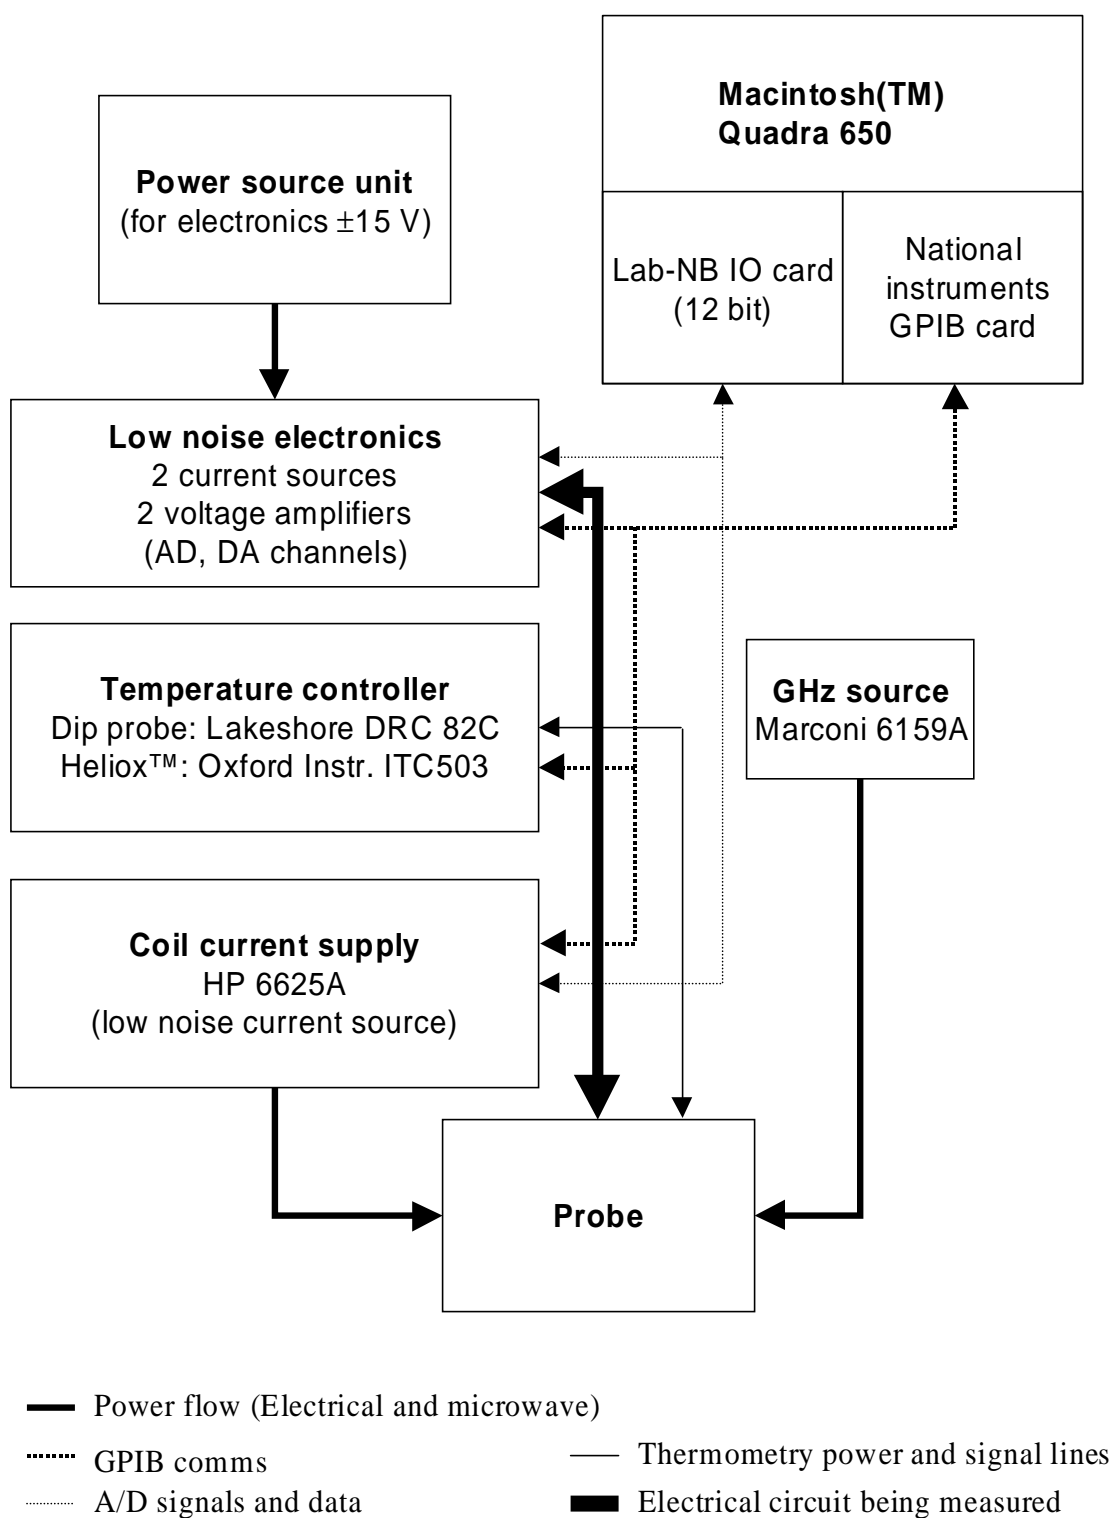 Macintosh(TM)
Quadra 650
Power source unit
(for electronics ±15 V)
Lab-NB IO card
(12 bit)
National
instruments
GPIB card
Low noise electronics
2 current sources
2 voltage amplifiers
(AD, DA channels)
Temperature controller
Dip probe: Lakeshore DRC 82C
Heliox™: Oxford Instr. ITC503
GHz source
Marconi 6159A
Coil current supply
HP 6625A
(low noise current source)
Probe
Power flow (Electrical and microwave)
GPIB comms
Thermometry power and signal lines
A/D signals and data
Electrical circuit being measured